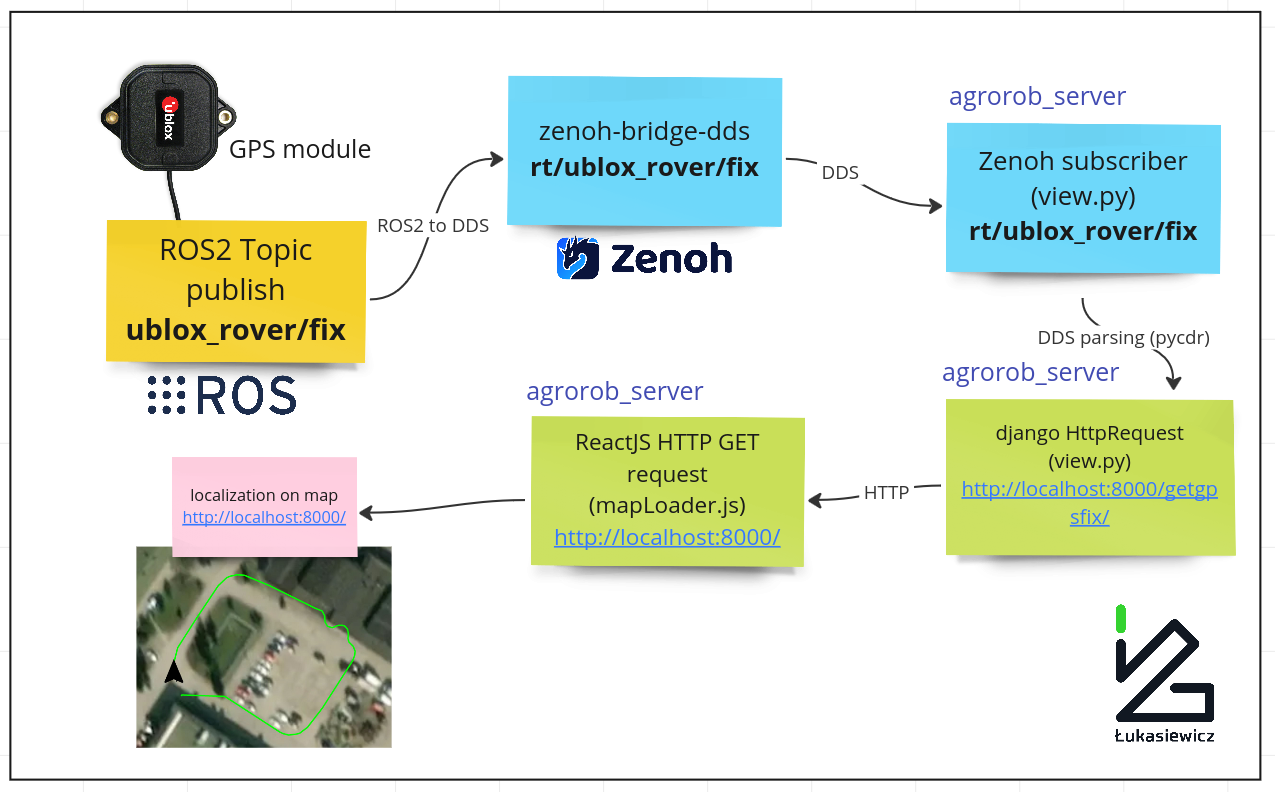 ublox
GPS module
ROS2 Topic
publish
ublox_rover/fix
ROS
ROS2 to DDS
zenoh-bridge-dds
rt/ublox_rover/fix
Zenoh
DDS
agrorob_server
Zenoh subscriber
(view.py)
rt/ublox_rover/fix
DDS parsing (pycdr)
agrorob_server
django HttpRequest
(view.py)
http://localhost:8000/getgp
sfix/
HTTP
agrorob_server
ReactJS HTTP GET
request
(mapLoader.js)
http://localhost:8000/
localization on map
http://localhost:8000/
Łukasiewicz